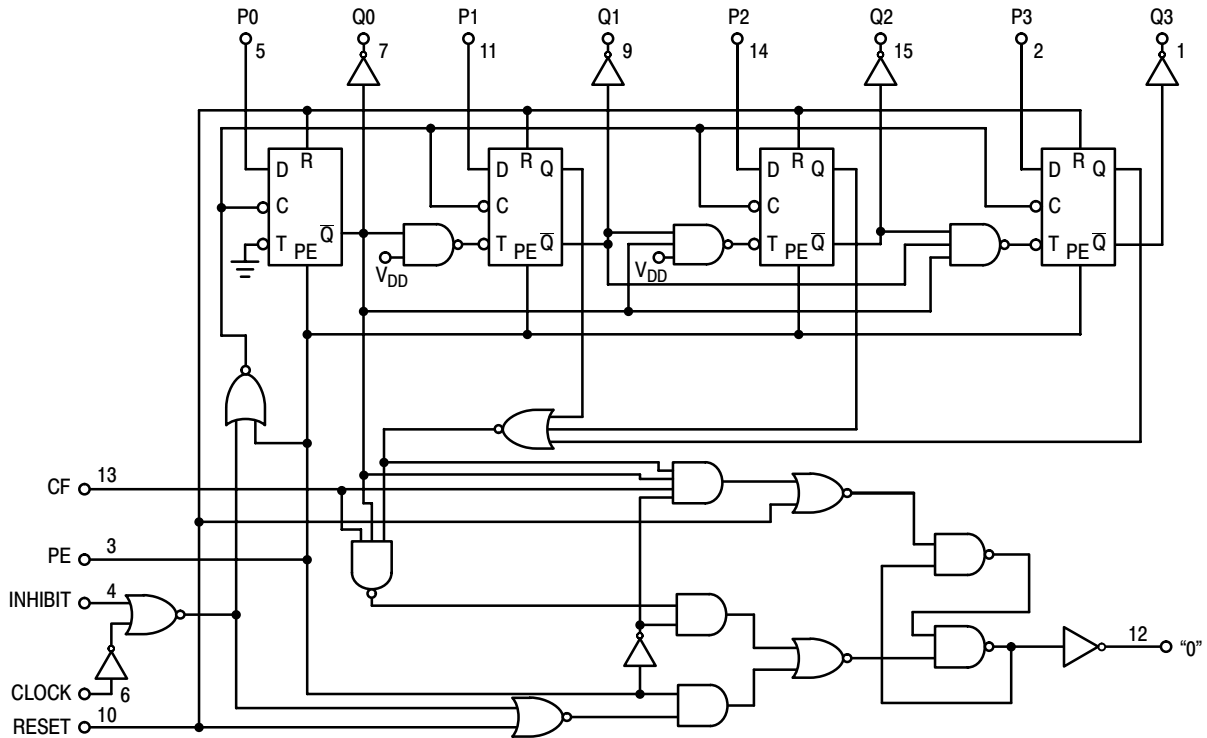 P0 Q0 P1 Q1 P2 Q2 P3 Q3
5 7 11 9 14 15 2 1
R R Q R Q R Q
D D D D
C C C C
T PE Q̅ T PE Q̅ T PE Q̅ T PE Q̅
VDD VDD
CF 13
PE 3
INHIBIT 4
CLOCK 6
RESET 10
12 “0”